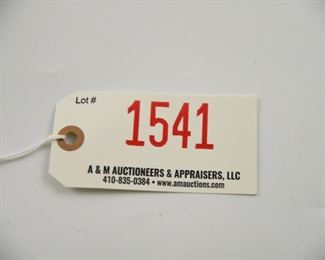 Lot #
1541
A & M AUCTIONEERS & APPRAISERS, LLC
410-835-0384 • www.amauctions.com